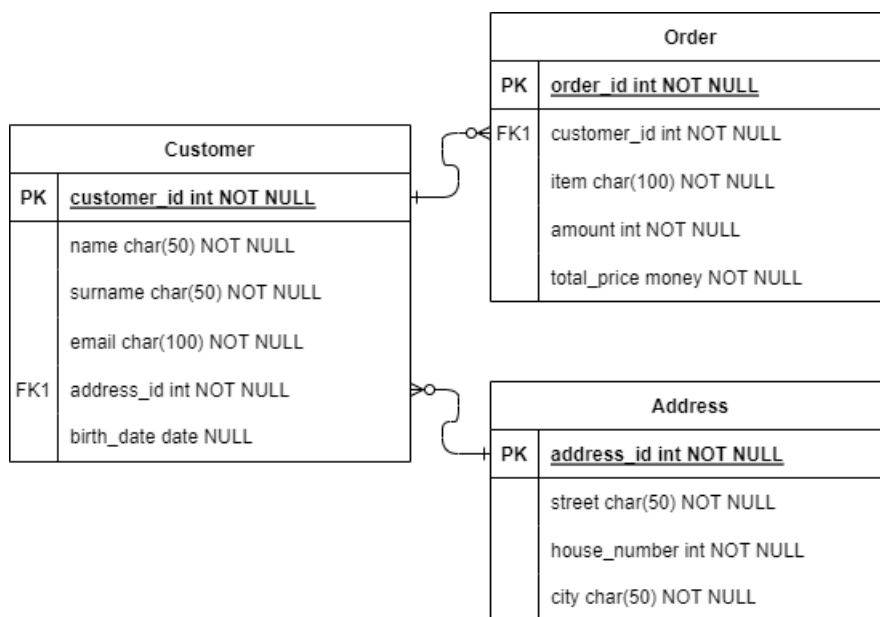 Order
PK order_id int NOT NULL
FK1 customer_id int NOT NULL
item char(100) NOT NULL
amount int NOT NULL
total_price money NOT NULL
Customer
PK customer_id int NOT NULL
name char(50) NOT NULL
surname char(50) NOT NULL
email char(100) NOT NULL
FK1 address_id int NOT NULL
birth_date date NULL
Address
PK address_id int NOT NULL
street char(50) NOT NULL
house_number int NOT NULL
city char(50) NOT NULL